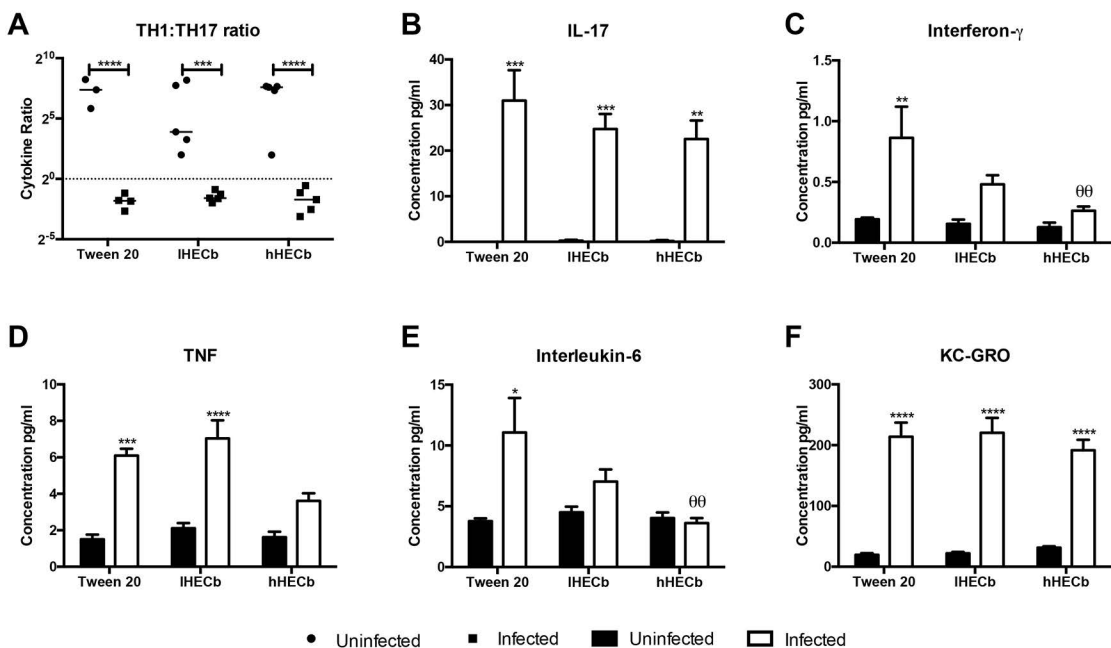 A
TH1:TH17 ratio
Cytokine Ratio
2^10
2^5
2^0
2^-5
****
***
****
Tween 20
lHECb
hHECb
B
IL-17
Concentration pg/ml
40
30
20
10
0
***
***
**
Tween 20
lHECb
hHECb
C
Interferon-γ
Concentration pg/ml
1.5
1.0
0.5
0.0
**
θθ
Tween 20
lHECb
hHECb
D
TNF
Concentration pg/ml
10
8
6
4
2
0
***
****
Tween 20
lHECb
hHECb
E
Interleukin-6
Concentration pg/ml
15
10
5
0
*
θθ
Tween 20
lHECb
hHECb
F
KC-GRO
Concentration pg/ml
300
200
100
0
****
****
****
Tween 20
lHECb
hHECb
Uninfected
Infected
Uninfected
Infected